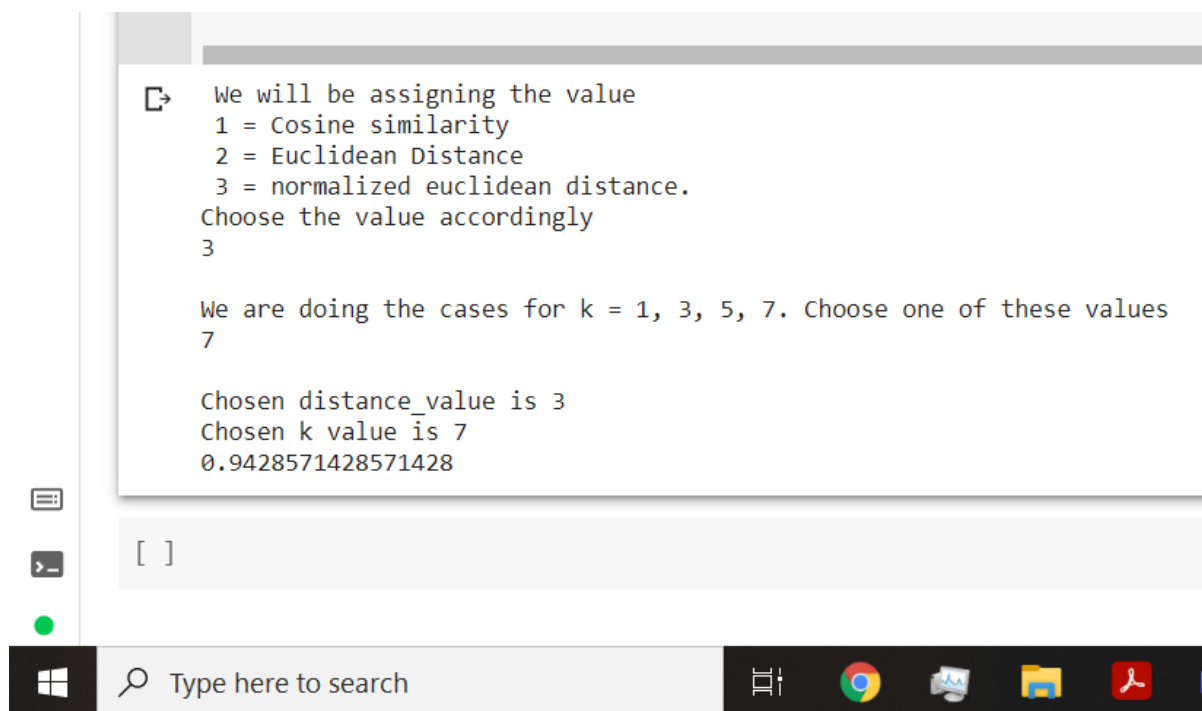 We will be assigning the value
1 = Cosine similarity
2 = Euclidean Distance
3 = normalized euclidean distance.
Choose the value accordingly
3
We are doing the cases for k = 1, 3, 5, 7. Choose one of these values
7
Chosen distance_value is 3
Chosen k value is 7
0.9428571428571428
[ ]
Type here to search